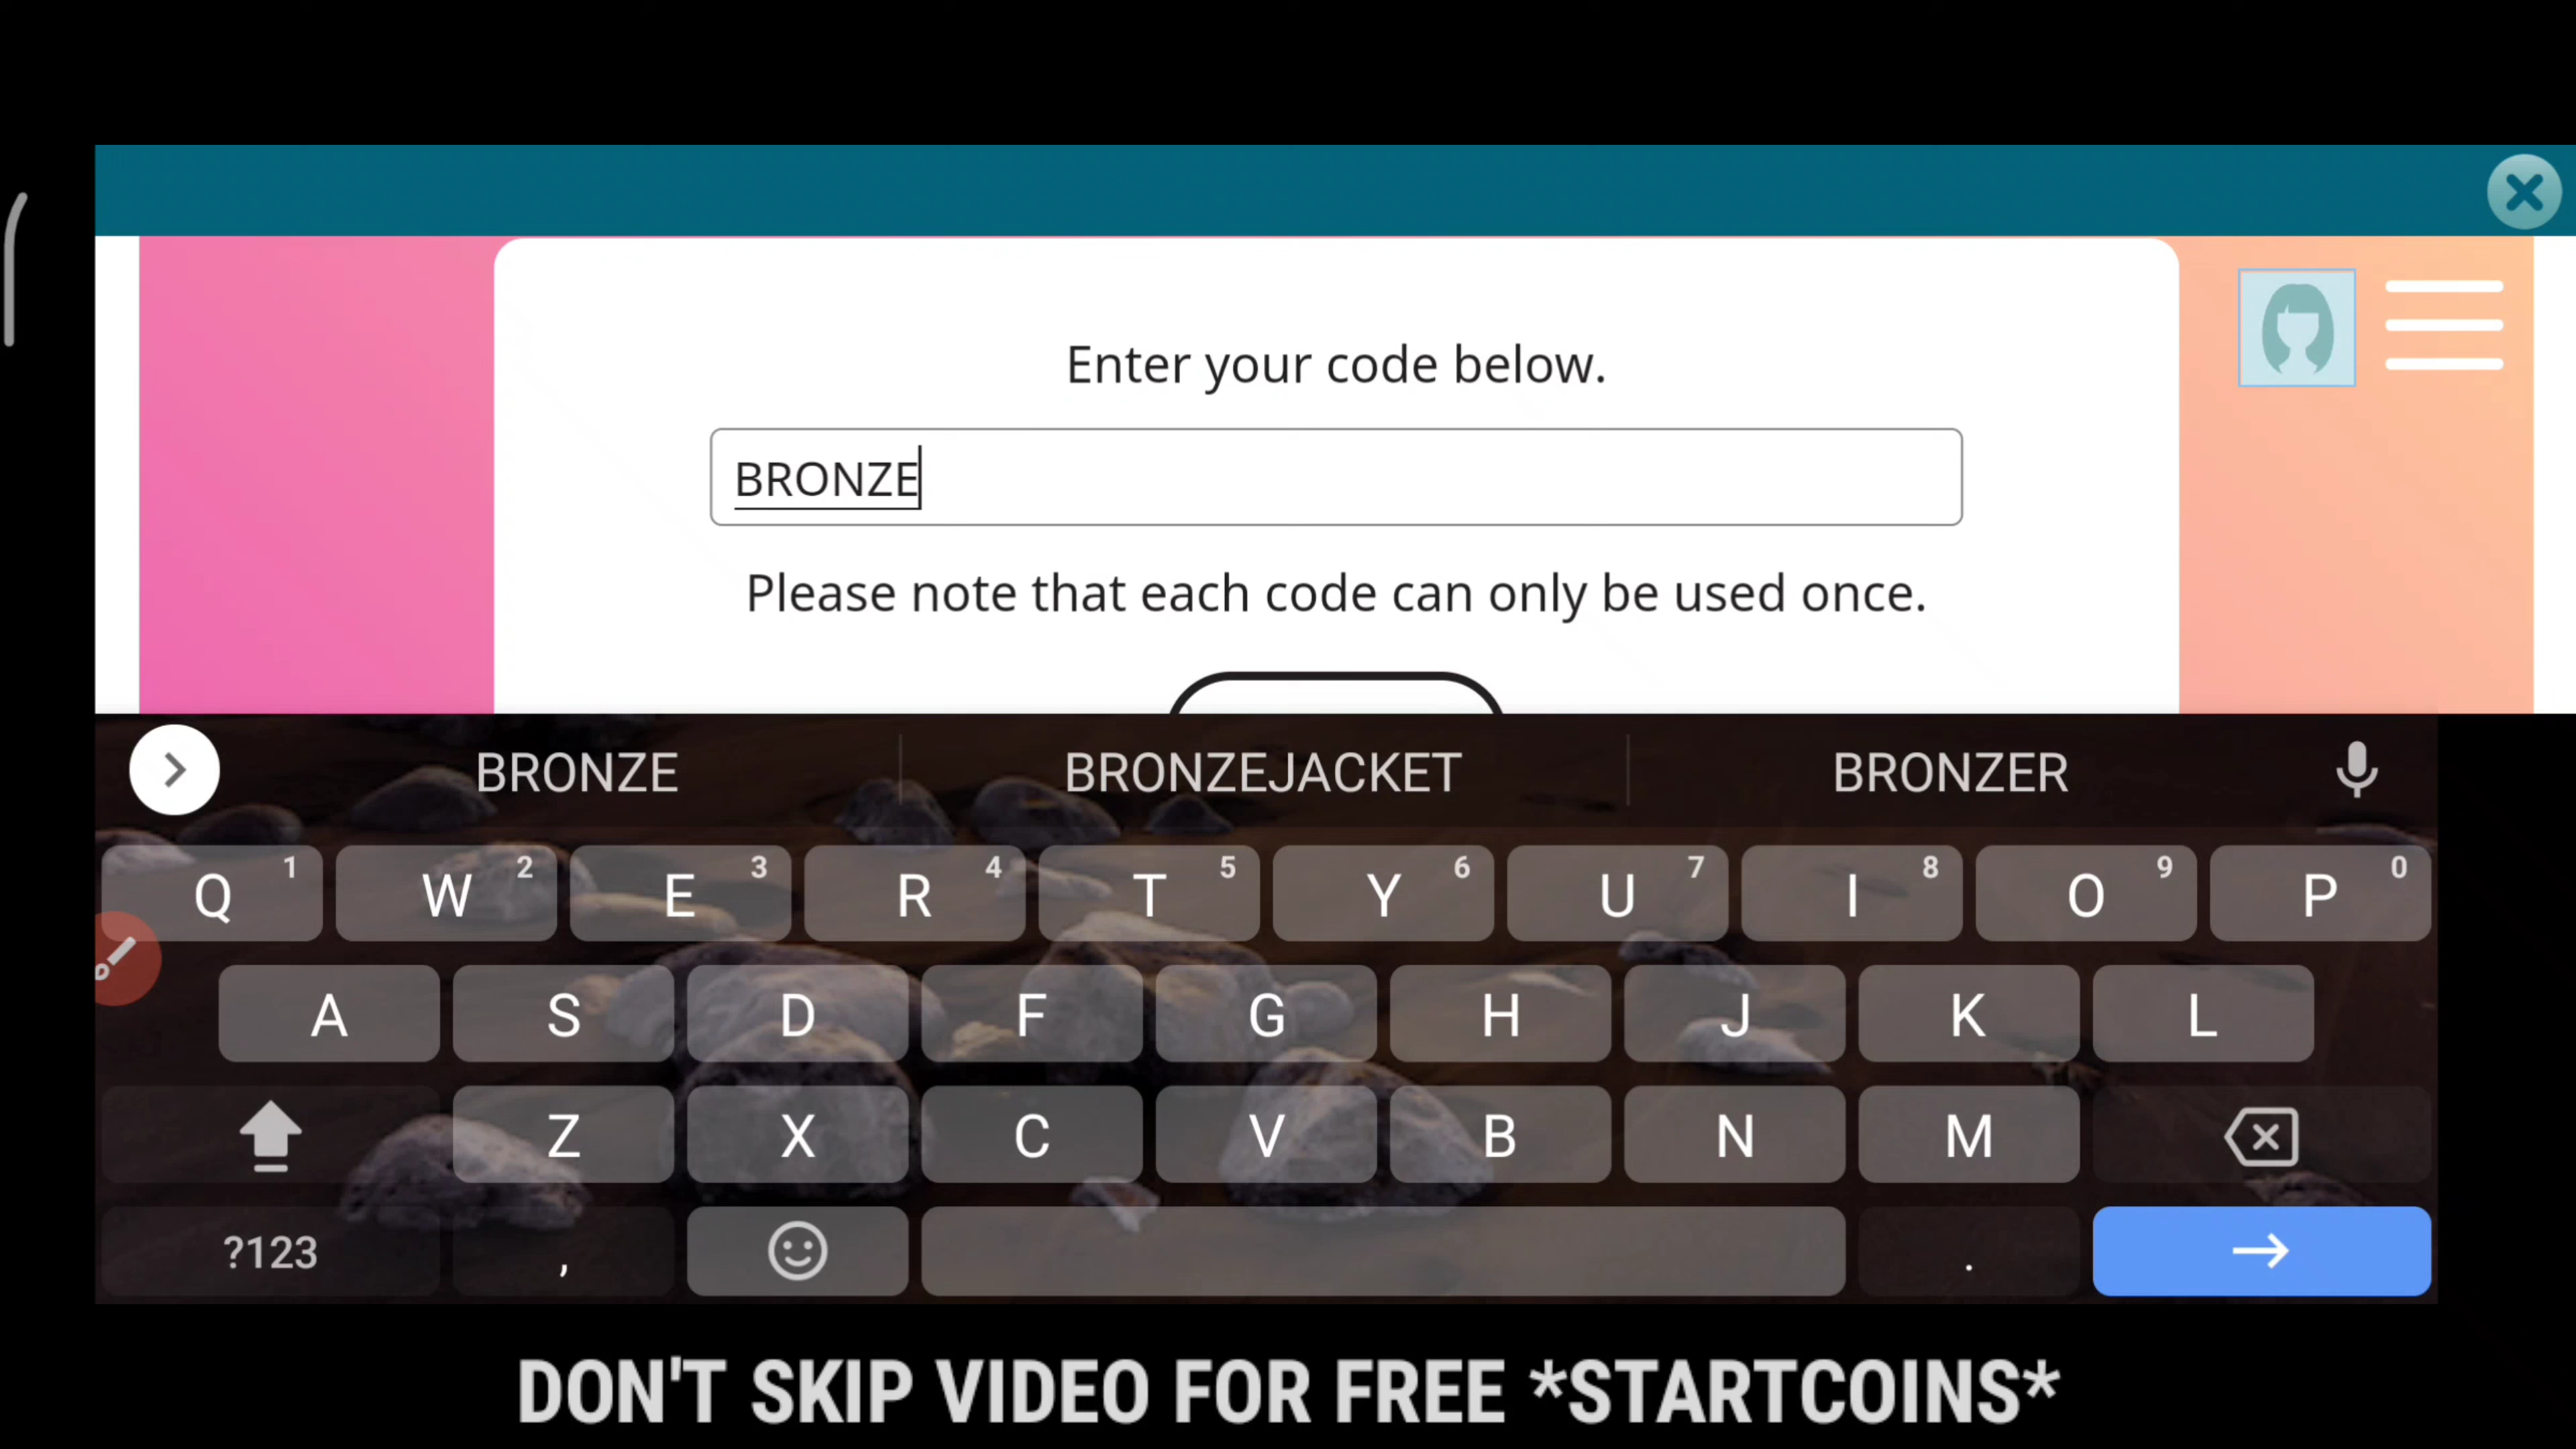 Enter your code below.
BRONZE
Please note that each code can only be used once.
BRONZE BRONZEJACKET BRONZER
Q 1 W 2 E 3 R 4 T 5 Y 6 U 7 I 8 O 9 P 0
A S D F G H J K L
Z X C V B N M
?123 , .
DON'T SKIP VIDEO FOR FREE *STARTCOINS*